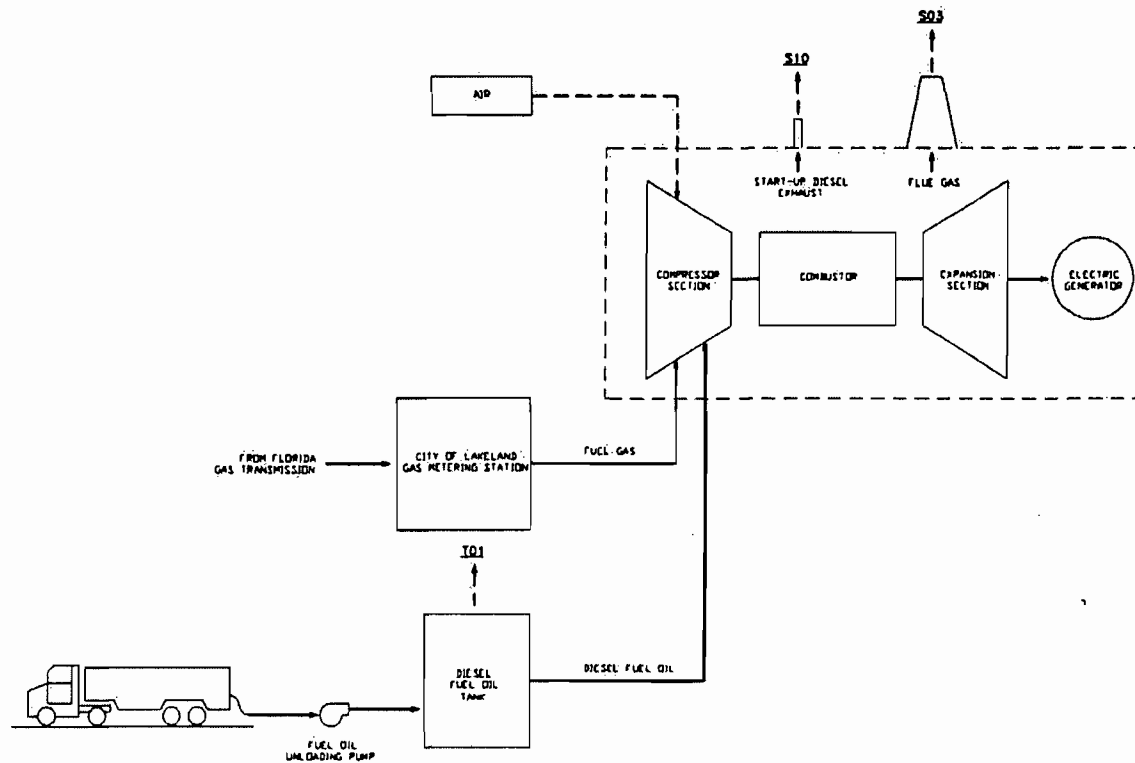 S03
S10
AIR
START-UP DIESEL
EXHAUST
FLUE GAS
COMPRESSOR
SECTION
COMBUSTOR
EXPANSION
SECTION
ELECTRIC
GENERATOR
FROM FLORIDA
GAS TRANSMISSION
CITY OF LAKELAND
GAS METERING STATION
FUEL GAS
T01
DIESEL
FUEL OIL
TANK
DIESEL FUEL OIL
FUEL OIL
UNLOADING PUMP